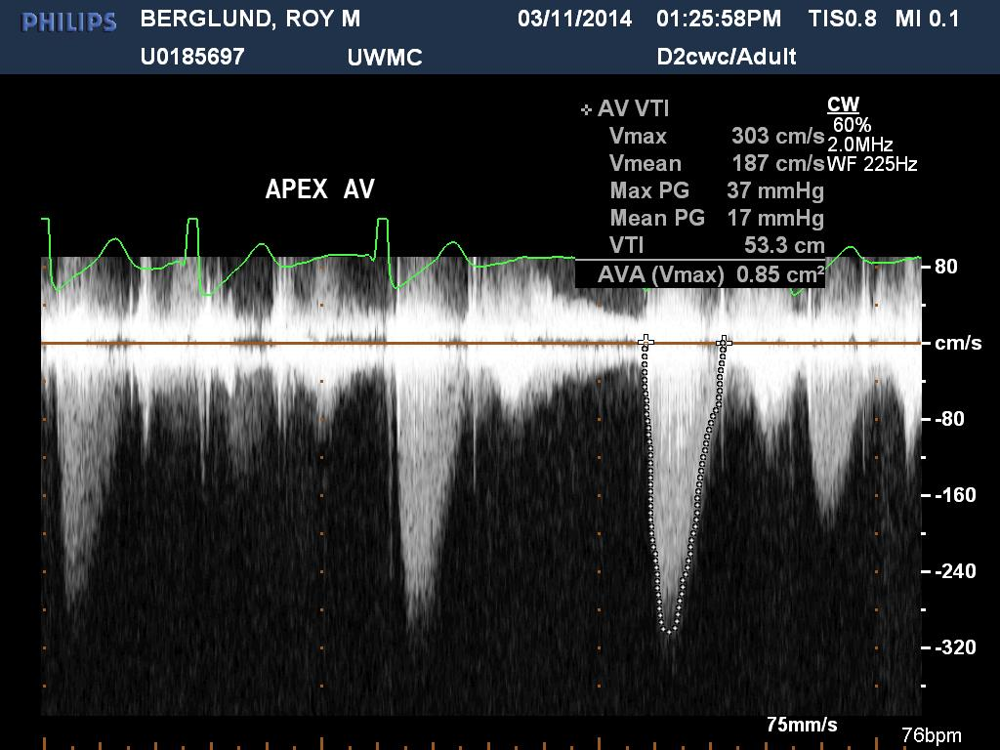 PHILIPS BERGLUND, ROY M 03/11/2014 01:25:58PM TIS0.8 MI 0.1
U0185697 UWMC D2cwc/Adult
AV VTI
Vmax 303 cm/s
Vmean 187 cm/s
Max PG 37 mmHg
Mean PG 17 mmHg
VTI 53.3 cm
AVA (Vmax) 0.85 cm²
CW
60%
2.0MHz
WF 225Hz
APEX AV
80
cm/s
-80
-160
-240
-320
75mm/s
76bpm